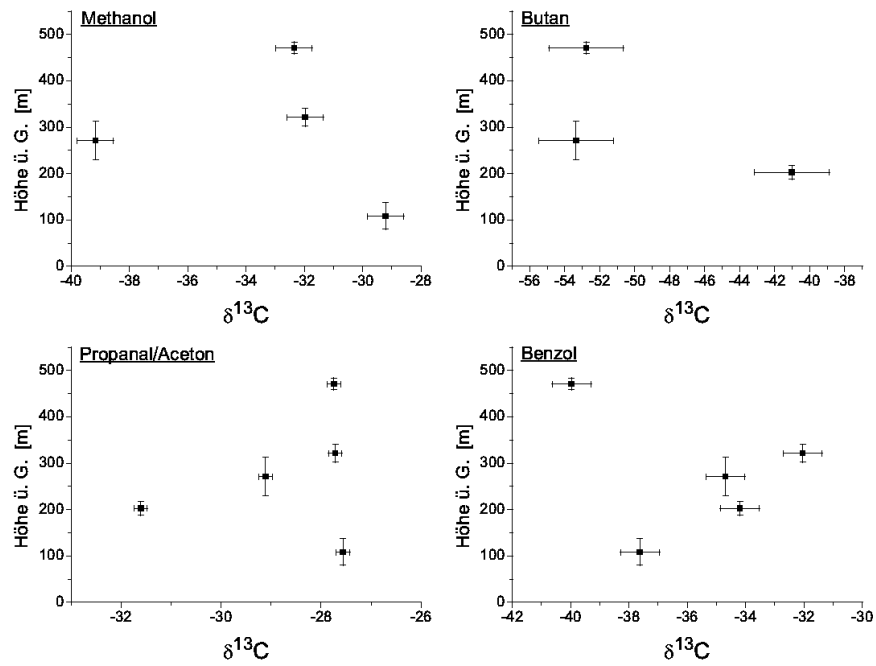 Methanol
Höhe ü. G. [m]
500
400
300
200
100
0
-40 -38 -36 -34 -32 -30 -28
δ¹³C
Butan
Höhe ü. G. [m]
500
400
300
200
100
0
-56 -54 -52 -50 -48 -46 -44 -42 -40 -38
δ¹³C
Propanal/Aceton
Höhe ü. G. [m]
500
400
300
200
100
0
-32 -30 -28 -26
δ¹³C
Benzol
Höhe ü. G. [m]
500
400
300
200
100
0
-42 -40 -38 -36 -34 -32 -30
δ¹³C